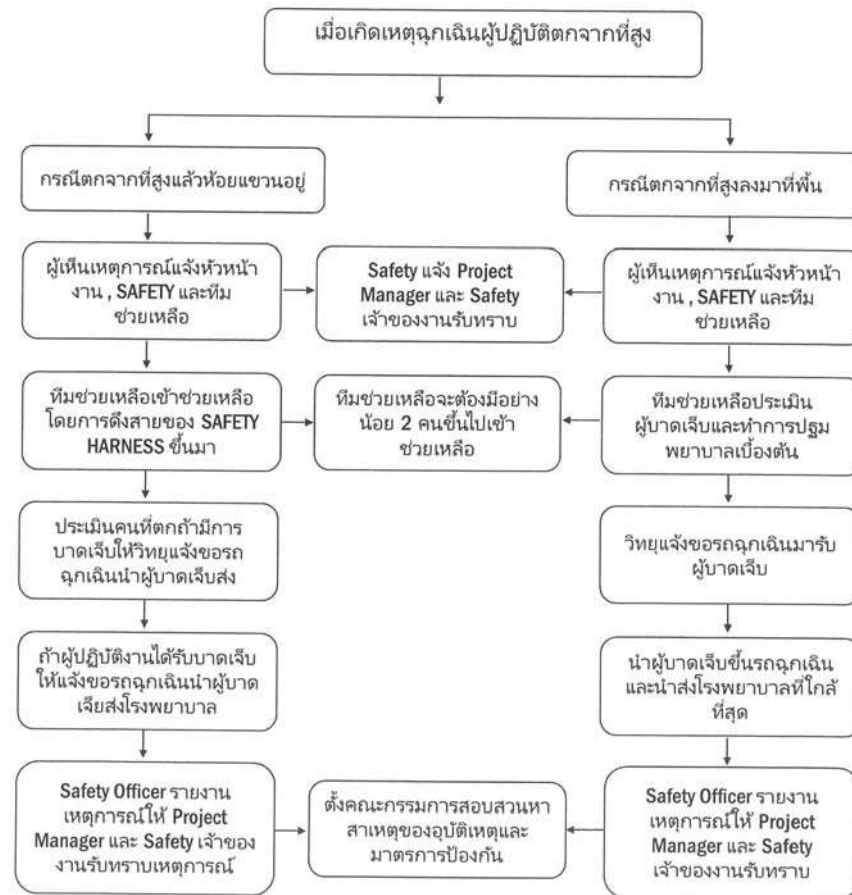 เมื่อเกิดเหตุฉุกเฉินผู้ปฏิบัติตกจากที่สูง
กรณีตกจากที่สูงแล้วห้อยแขวนอยู่
กรณีตกจากที่สูงลงมาที่พื้น
ผู้เห็นเหตุการณ์แจ้งหัวหน้า
งาน , SAFETY และทีม
ช่วยเหลือ
Safety แจ้ง Project
Manager และ Safety
เจ้าของงานรับทราบ
ผู้เห็นเหตุการณ์แจ้งหัวหน้า
งาน , SAFETY และทีม
ช่วยเหลือ
ทีมช่วยเหลือเข้าช่วยเหลือ
โดยการดึงสายของ SAFETY
HARNESS ขึ้นมา
ทีมช่วยเหลือจะต้องมีอย่าง
น้อย 2 คนขึ้นไปเข้า
ช่วยเหลือ
ทีมช่วยเหลือประเมิน
ผู้บาดเจ็บและทำการปฐม
พยาบาลเบื้องต้น
ประเมินคนที่ตกถ้ามีการ
บาดเจ็บให้วิทยุแจ้งขอรถ
ฉุกเฉินนำผู้บาดเจ็บส่ง
วิทยุแจ้งขอรถฉุกเฉินมารับ
ผู้บาดเจ็บ
ถ้าผู้ปฏิบัติงานได้รับบาดเจ็บ
ให้แจ้งขอรถฉุกเฉินนำผู้บาด
เจียส่งโรงพยาบาล
นำผู้บาดเจ็บขึ้นรถฉุกเฉิน
และนำส่งโรงพยาบาลที่ใกล้
ที่สุด
Safety Officer รายงาน
เหตุการณ์ให้ Project
Manager และ Safety เจ้าของ
งานรับทราบเหตุการณ์
ตั้งคณะกรรมการสอบสวนหา
สาเหตุของอุบัติเหตุและ
มาตรการป้องกัน
Safety Officer รายงาน
เหตุการณ์ให้ Project
Manager และ Safety
เจ้าของงานรับทราบ